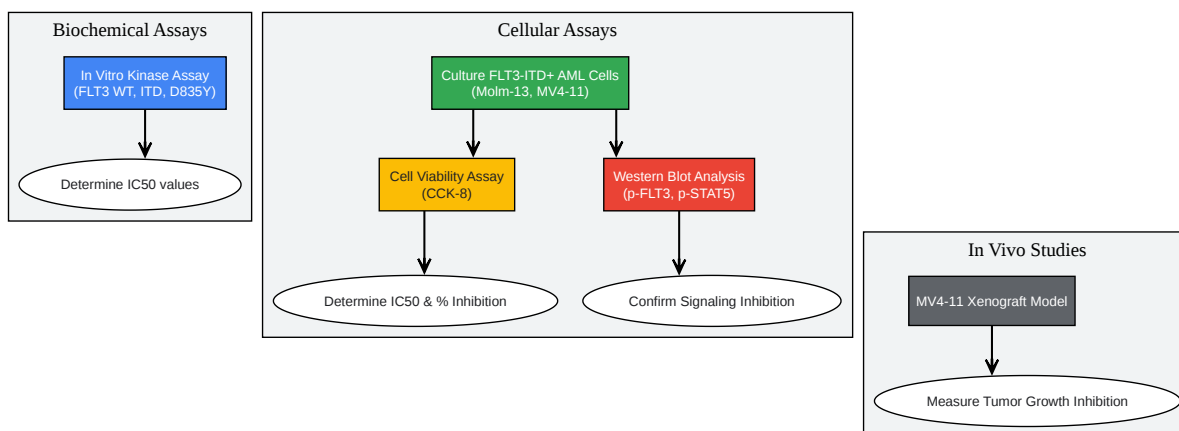 Biochemical Assays
In Vitro Kinase Assay
(FLT3 WT, ITD, D835Y)
Determine IC50 values
Cellular Assays
Culture FLT3-ITD+ AML Cells
(Molm-13, MV4-11)
Cell Viability Assay
(CCK-8)
Western Blot Analysis
(p-FLT3, p-STAT5)
Determine IC50 & % Inhibition
Confirm Signaling Inhibition
In Vivo Studies
MV4-11 Xenograft Model
Measure Tumor Growth Inhibition